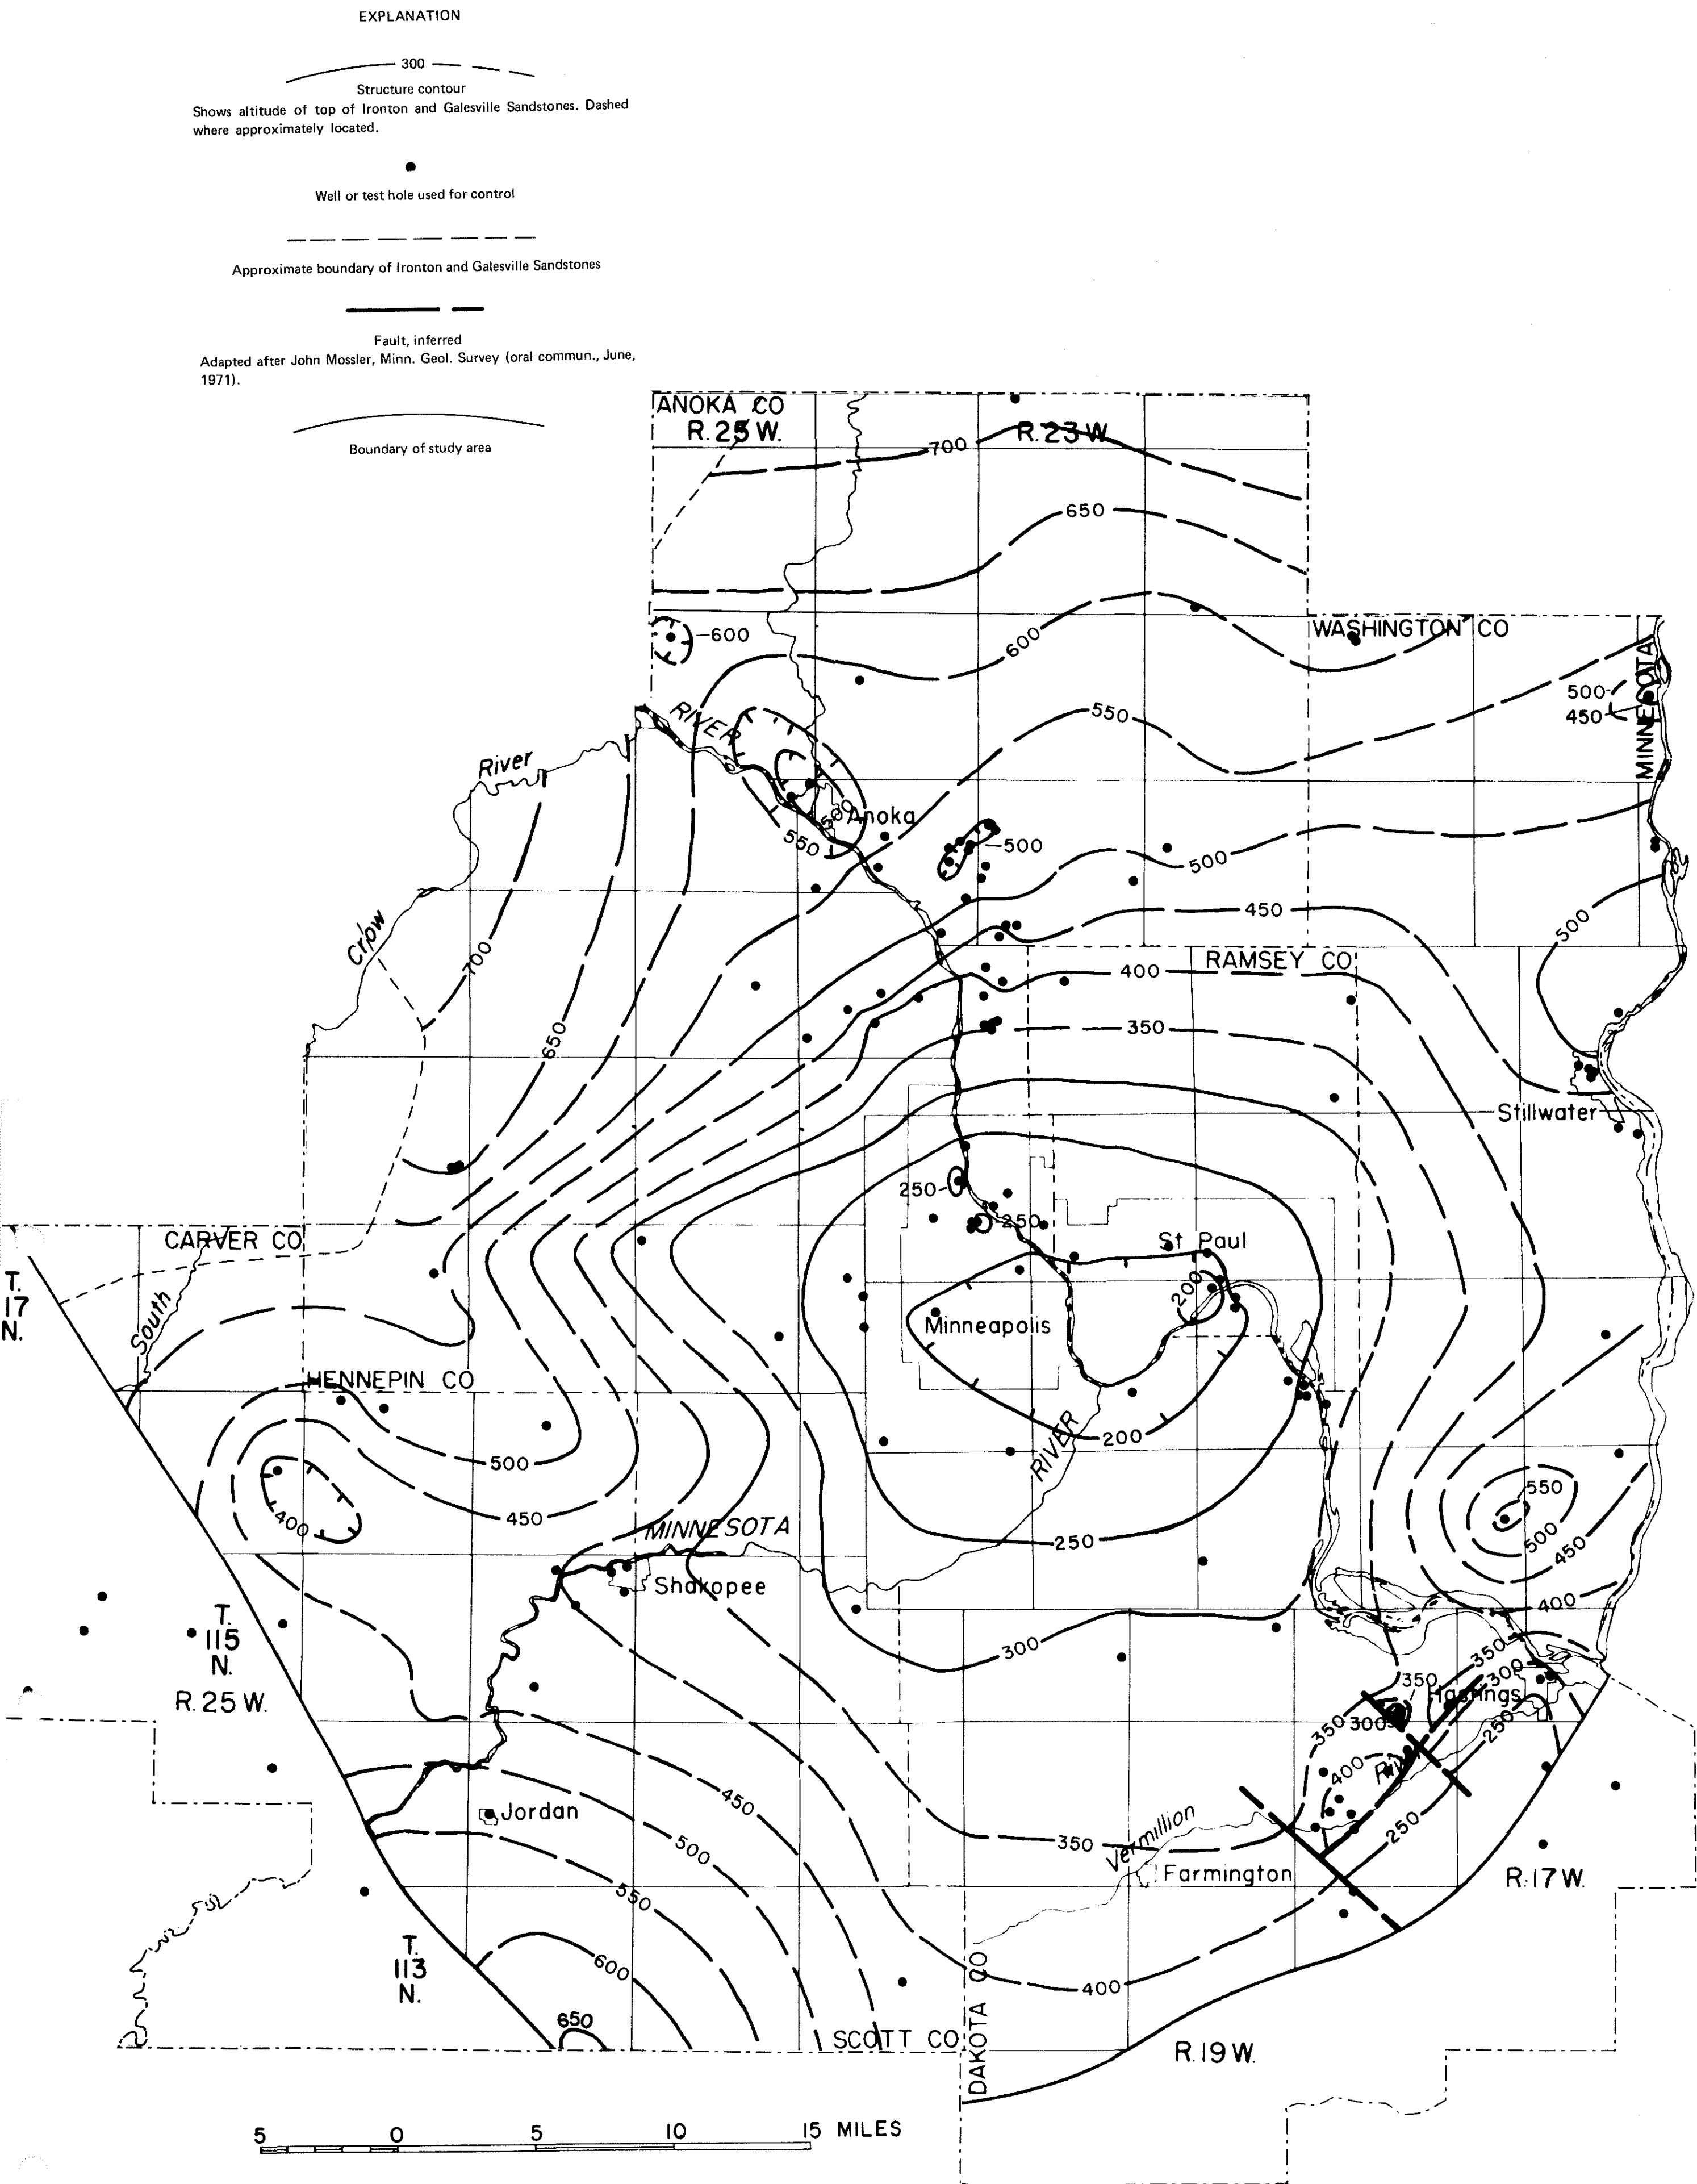 EXPLANATION
300
Structure contour
Shows altitude of top of Ironton and Galesville Sandstones. Dashed
where approximately located.
Well or test hole used for control
Approximate boundary of Ironton and Galesville Sandstones
Fault, inferred
Adapted after John Mossler, Minn. Geol. Survey (oral commun., June,
1971).
Boundary of study area
ANOKA CO
R. 25 W.
R. 23 W.
700
650
600
600
WASHINGTON CO
MINNESOTA
500
450
550
RIVER
River
Anoka
550
500
500
500
450
500
Crow
700
RAMSEY CO
400
650
350
Stillwater
250
250
CARVER CO
St Paul
T.
17
N.
South
200
Minneapolis
HENNEPIN CO
RIVER
200
500
550
400
450
MINNESOTA
250
500
450
Shakopee
400
T.
115
N.
R. 25 W.
300
350
350
300
Hastings
350
300
250
400
450
Jordan
Vermillion
250
500
350
Farmington
R. 17 W.
550
T.
113
N.
600
400
650
SCOTT CO
DAKOTA CO
R. 19 W.
5 0 5 10 15 MILES